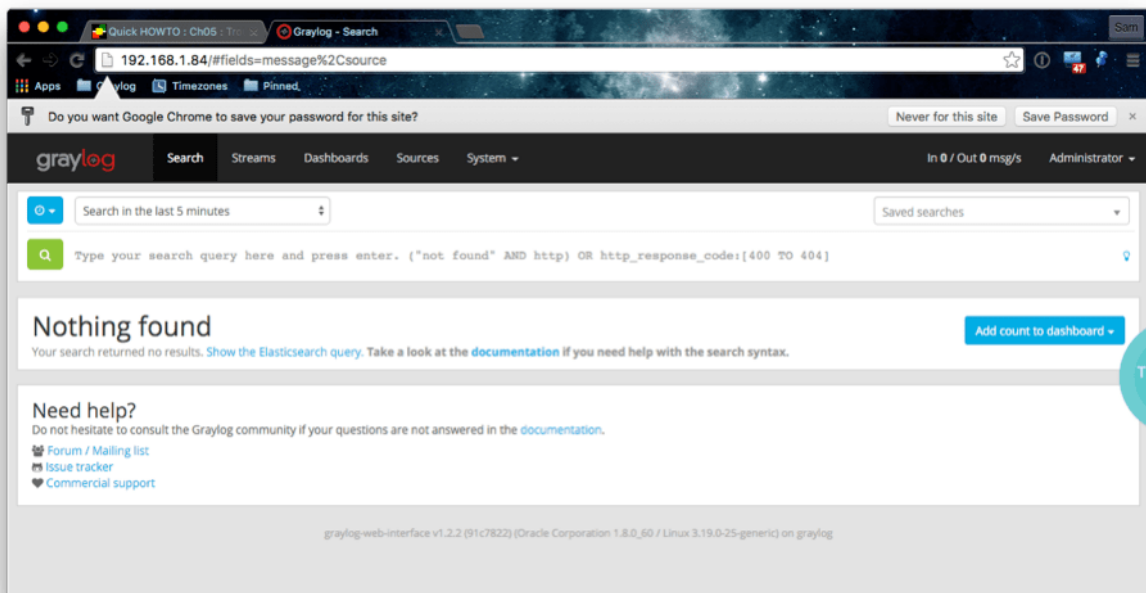 Quick HOWTO : Ch05 : Tro
Graylog - Search
Sam
192.168.1.84/#fields=message%2Csource
47
Apps
Timezones
Pinned
Do you want Google Chrome to save your password for this site?
Never for this site
Save Password
graylog
Search
Streams
Dashboards
Sources
System
In 0 / Out 0 msg/s
Administrator
Search in the last 5 minutes
Saved searches
Type your search query here and press enter. ("not found" AND http) OR http_response_code:[400 TO 404]
Nothing found
Add count to dashboard
Your search returned no results. Show the Elasticsearch query. Take a look at the documentation if you need help with the search syntax.
T
Need help?
Do not hesitate to consult the Graylog community if your questions are not answered in the documentation.
Forum / Mailing list
Issue tracker
Commercial support
graylog-web-interface v1.2.2 (91c7822) (Oracle Corporation 1.8.0_60 / Linux 3.19.0-25-generic) on graylog